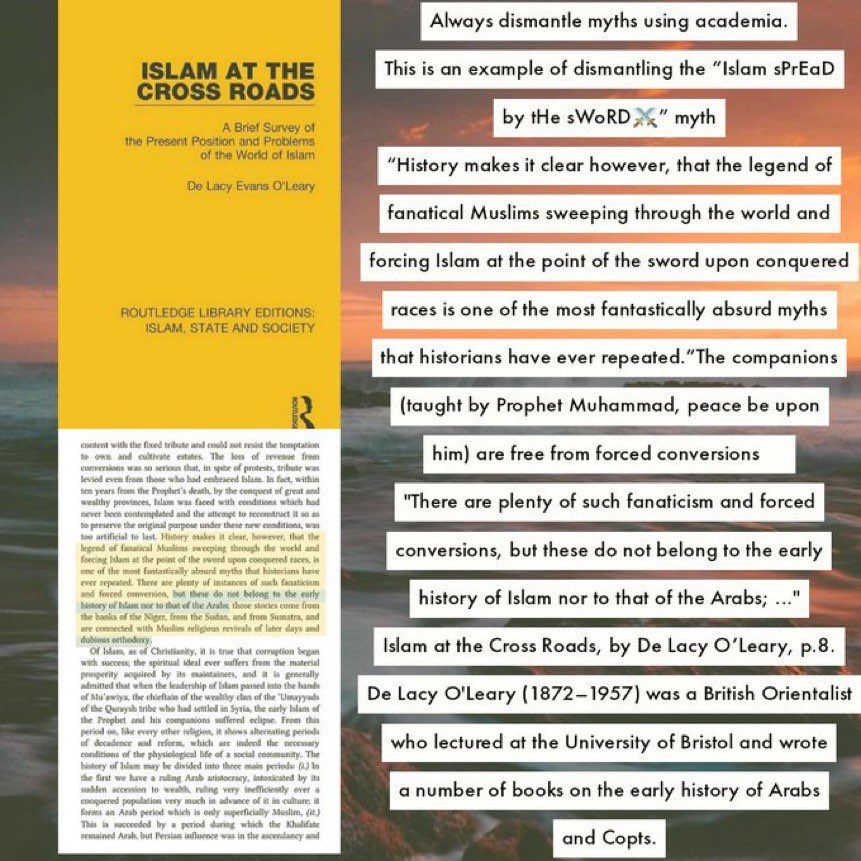 ISLAM AT THE
CROSS ROADS
A Brief Survey of
the Present Position and Problems
of the World of Islam
De Lacy Evans O'Leary
ROUTLEDGE LIBRARY EDITIONS:
ISLAM, STATE AND SOCIETY
ROUTLEDGE
content with the fixed tribute and could not resist the temptation
to own and cultivate estates. The loss of revenue from
conversions was so serious that, in spite of protests, tribute was
levied even from those who had embraced Islam. In fact, within
ten years from the Prophet's death, by the conquest of great and
wealthy provinces, Islam was faced with conditions which had
never been contemplated and the attempt to reconstruct it so as
to preserve the original purpose under these new conditions, was
too artificial to last. History makes it clear, however, that the
legend of fanatical Muslims sweeping through the world and
forcing Islam at the point of the sword upon conquered races, is
one of the most fantastically absurd myths that historians have
ever repeated. There are plenty of instances of such fanaticism
and forced conversion, but these do not belong to the early
history of Islam nor to that of the Arabs; those stories come from
the banks of the Niger, from the Sudan, and from Sumatra, and
are connected with Muslim religious revivals of later days and
dubious orthodoxy.
Of Islam, as of Christianity, it is true that corruption began
with success; the spiritual ideal ever suffers from the material
prosperity acquired by its maintainers, and it is generally
admitted that when the leadership of Islam passed into the hands
of Mu'awiya, the chieftain of the wealthy clan of the 'Umayyads
of the Quraysh tribe who had settled in Syria, the early Islam of
the Prophet and his companions suffered eclipse. From this
period on, like every other religion, it shows alternating periods
of decadence and reform, which are indeed the necessary
conditions of the physiological life of a social community. The
history of Islam may be divided into three main periods: (i.) In
the first we have a ruling Arab aristocracy, intoxicated by its
sudden accession to wealth, ruling very inefficiently over a
conquered population very much in advance of it in culture; it
forms an Arab period which is only superficially Muslim, (ii.)
This is succeeded by a period during which the Khalifate
remained Arab, but Persian influence was in the ascendancy and
Always dismantle myths using academia.
This is an example of dismantling the “Islam sPrEaD
by tHe sWoRD⚔️” myth
“History makes it clear however, that the legend of
fanatical Muslims sweeping through the world and
forcing Islam at the point of the sword upon conquered
races is one of the most fantastically absurd myths
that historians have ever repeated.”The companions
(taught by Prophet Muhammad, peace be upon
him) are free from forced conversions
"There are plenty of such fanaticism and forced
conversions, but these do not belong to the early
history of Islam nor to that of the Arabs; ..."
Islam at the Cross Roads, by De Lacy O’Leary, p.8.
De Lacy O'Leary (1872–1957) was a British Orientalist
who lectured at the University of Bristol and wrote
a number of books on the early history of Arabs
and Copts.